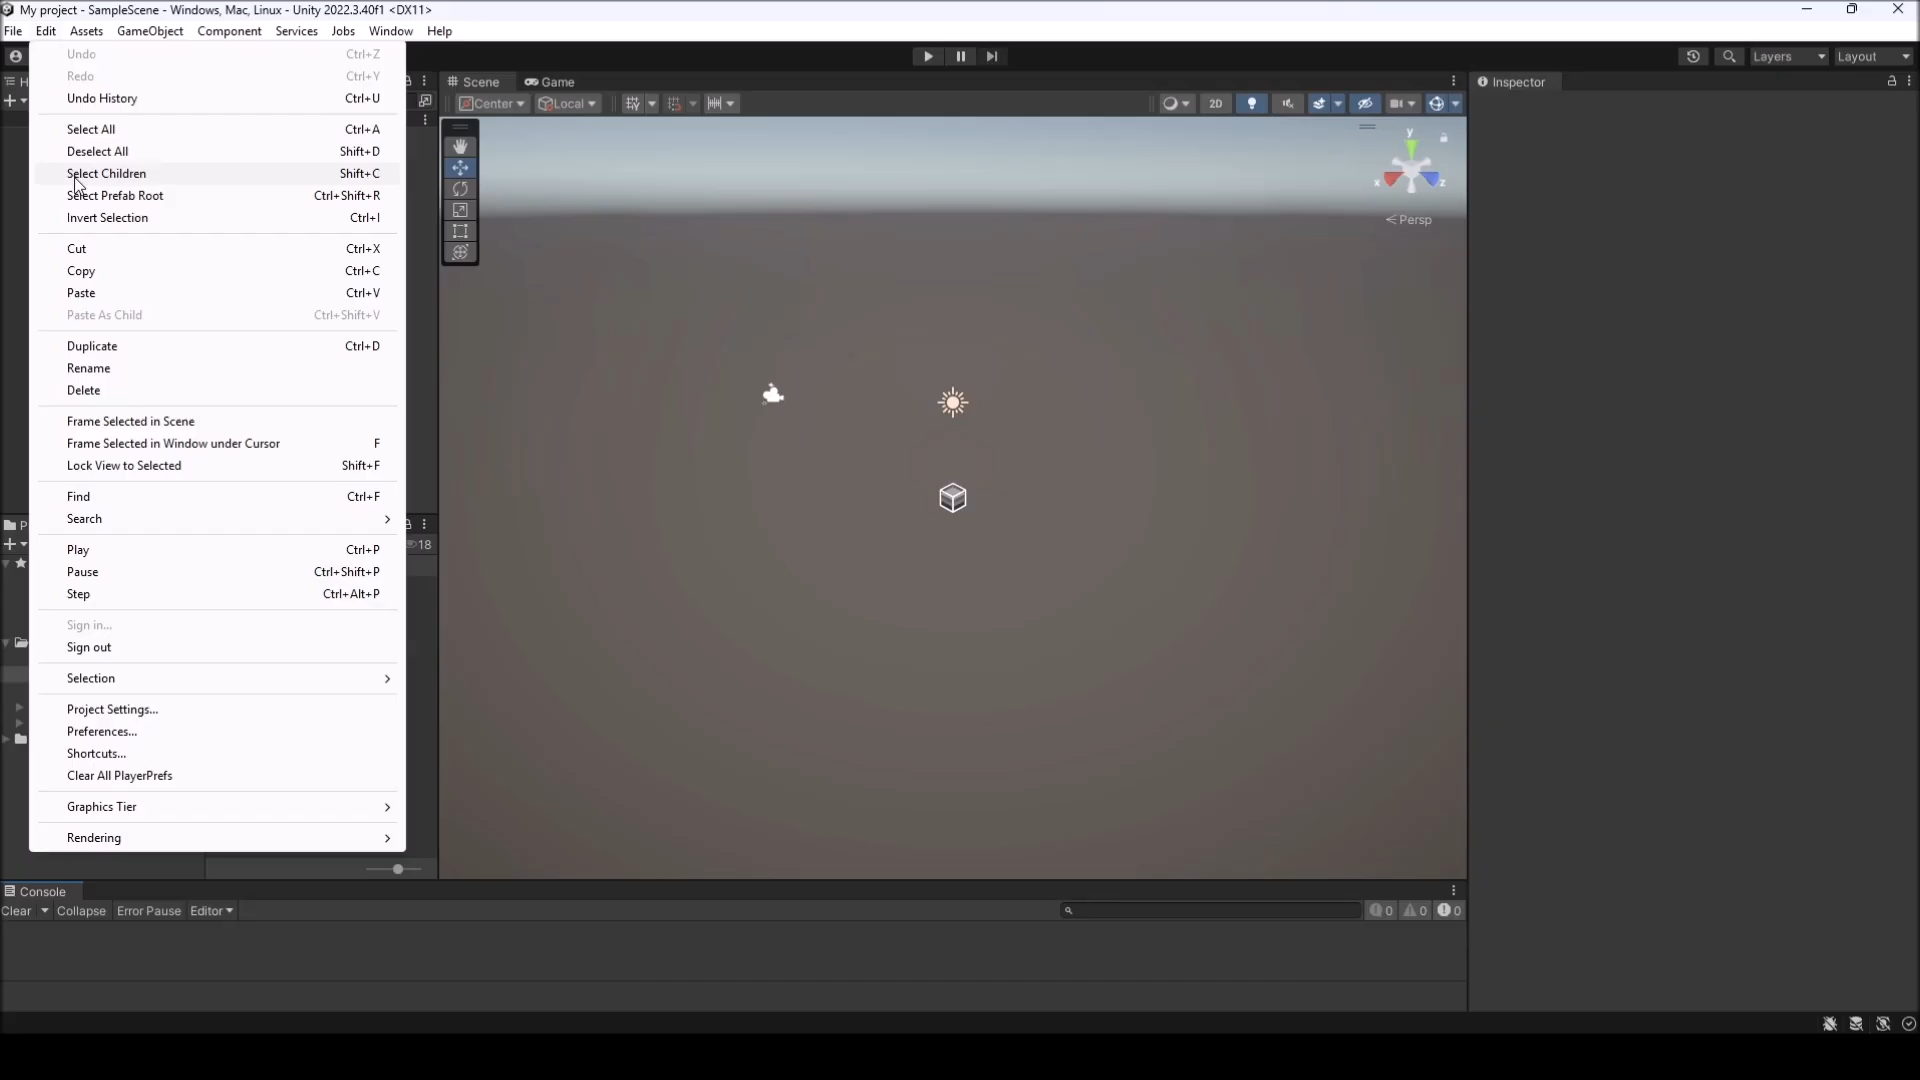 My project - SampleScene - Windows, Mac, Linux - Unity 2022.3.40f1 <DX11>
File Edit Assets GameObject Component Services Jobs Window Help
Layers Layout
Undo Ctrl+Z
Redo Ctrl+Y
Undo History Ctrl+U
Select All Ctrl+A
Deselect All Shift+D
Select Children Shift+C
Select Prefab Root Ctrl+Shift+R
Invert Selection Ctrl+I
Cut Ctrl+X
Copy Ctrl+C
Paste Ctrl+V
Paste As Child Ctrl+Shift+V
Duplicate Ctrl+D
Rename
Delete
Frame Selected in Scene
Frame Selected in Window under Cursor F
Lock View to Selected Shift+F
Find Ctrl+F
Search
Play Ctrl+P
Pause Ctrl+Shift+P
Step Ctrl+Alt+P
Sign in...
Sign out
Selection
Project Settings...
Preferences...
Shortcuts...
Clear All PlayerPrefs
Graphics Tier
Rendering
H
P
18
Scene Game
Center Local 2D
y
x z
Persp
Inspector
Console
Clear Collapse Error Pause Editor 0 0 0